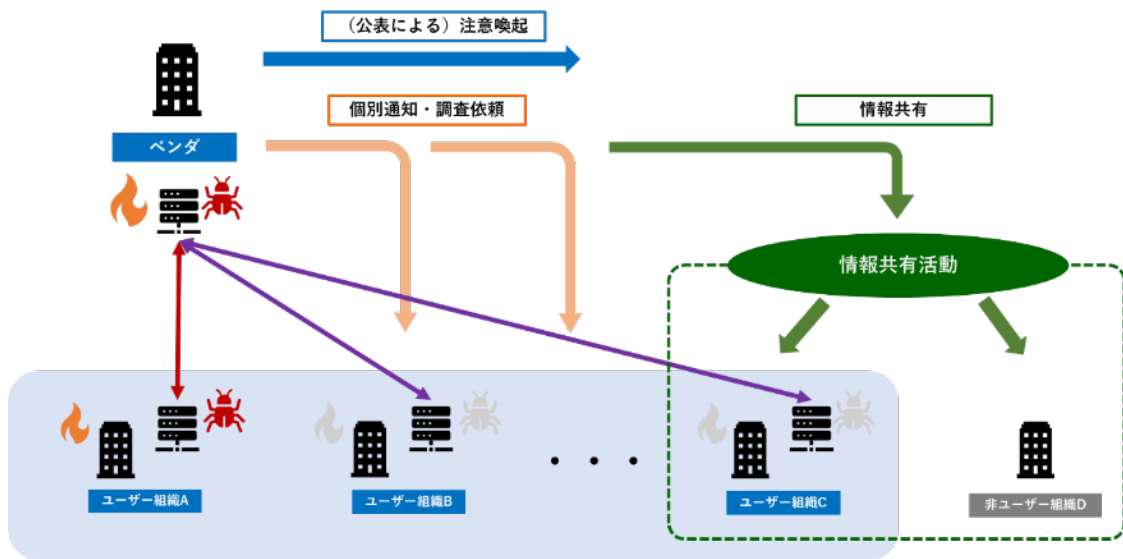 （公表による）注意喚起
個別通知・調査依頼
情報共有
ベンダ
情報共有活動
・・・
ユーザー組織A
ユーザー組織B
ユーザー組織C
非ユーザー組織D